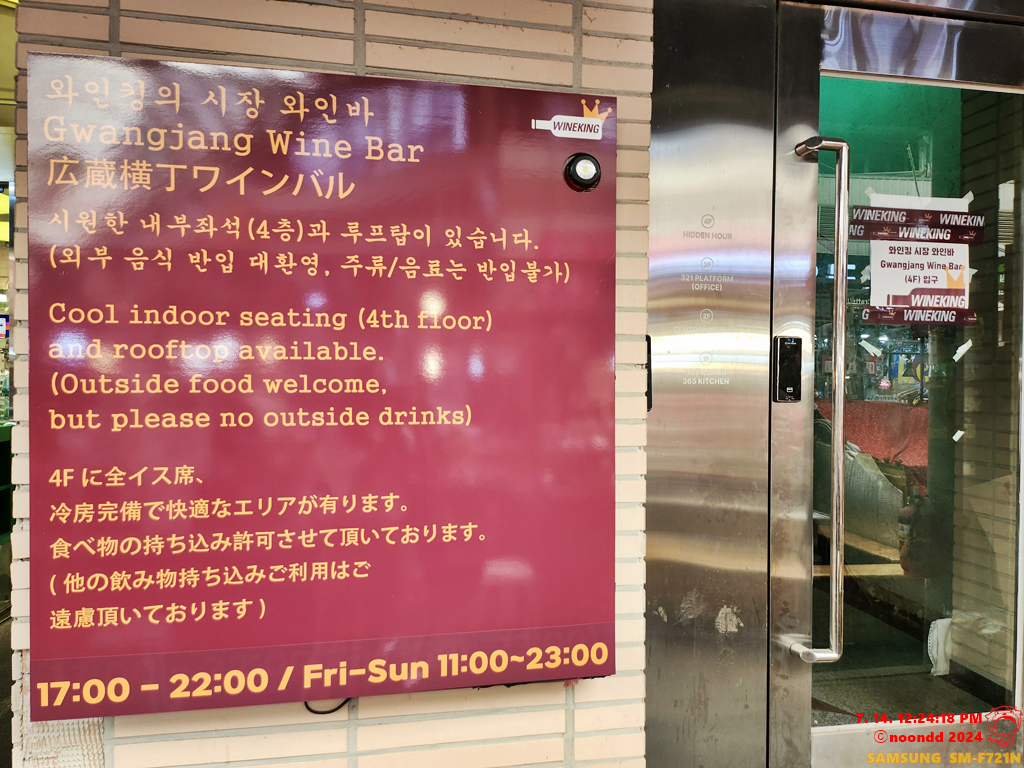 와인킹의 시장 와인바
Gwangjang Wine Bar
広蔵横丁ワインバル
WINEKING
시원한 내부좌석(4층)과 루프탑이 있습니다.
(외부 음식 반입 대환영, 주류/음료는 반입불가)
Cool indoor seating (4th floor)
and rooftop available.
(Outside food welcome,
but please no outside drinks)
4F に全イス席、
冷房完備で快適なエリアが有ります。
食べ物の持ち込み許可させて頂いております。
( 他の飲み物持ち込みご利用はご
遠慮頂いております )
17:00 - 22:00 / Fri-Sun 11:00~23:00
4F
HIDDEN HOUR
3F
321 PLATFORM
(OFFICE)
2F
365 KITCHEN
WINEKING WINEKIN
WINEKING
와인킹 시장 와인바
Gwangjang Wine Bar
(4F) 입구
WINEKING
WINEKING
7. 14. 12:24:18 PM
©noondd 2024
SAMSUNG SM-F721N